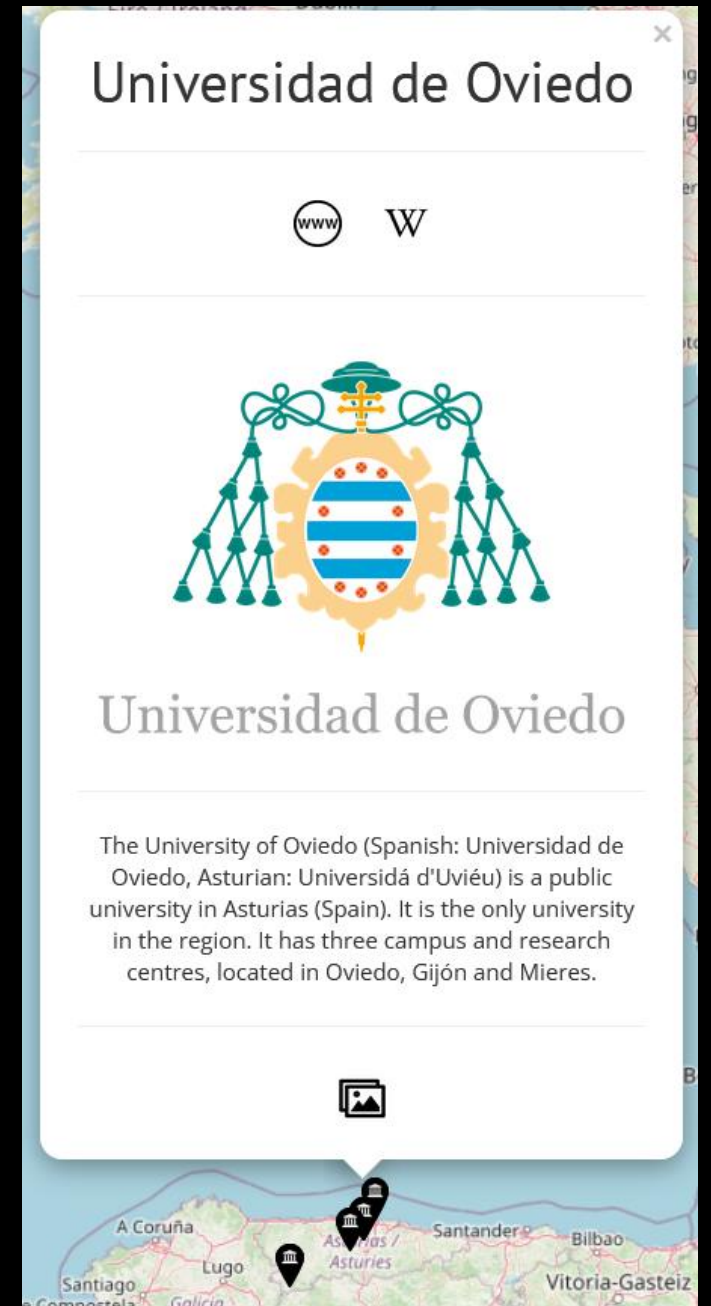 Universidad de Oviedo
www W
Universidad de Oviedo
The University of Oviedo (Spanish: Universidad de
Oviedo, Asturian: Universidá d'Uviéu) is a public
university in Asturias (Spain). It is the only university
in the region. It has three campus and research
centres, located in Oviedo, Gijón and Mieres.
A Coruña
Santander
Bilbao
Asturies
Lugo
Santiago
Vitoria-Gasteiz
Galicia